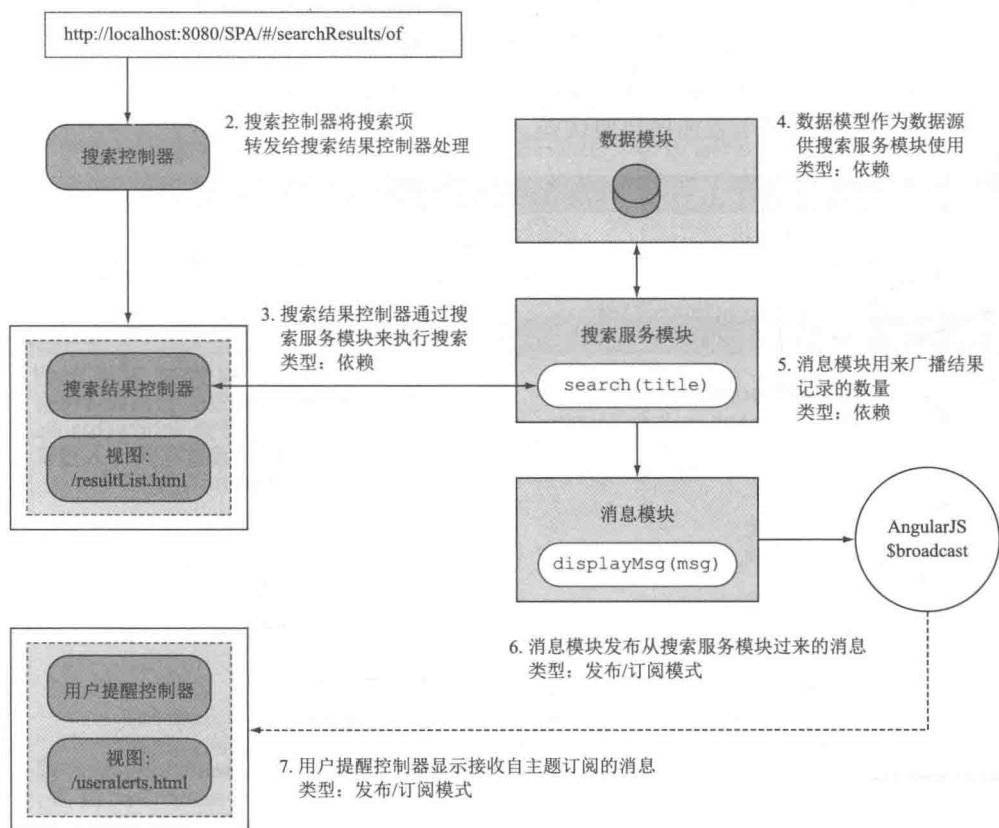 http://localhost:8080/SPA/#/searchResults/of
搜索控制器
2. 搜索控制器将搜索项
转发给搜索结果控制器处理
数据模块
4. 数据模型作为数据源
供搜索服务模块使用
类型：依赖
3. 搜索结果控制器通过搜
索服务模块来执行搜索
类型：依赖
搜索服务模块
search(title)
5. 消息模块用来广播结果
记录的数量
类型：依赖
搜索结果控制器
视图：
/resultList.html
消息模块
displayMsg(msg)
AngularJS
$broadcast
6. 消息模块发布从搜索服务模块过来的消息
类型：发布/订阅模式
用户提醒控制器
视图：
/useralerts.html
7. 用户提醒控制器显示接收自主题订阅的消息
类型：发布/订阅模式